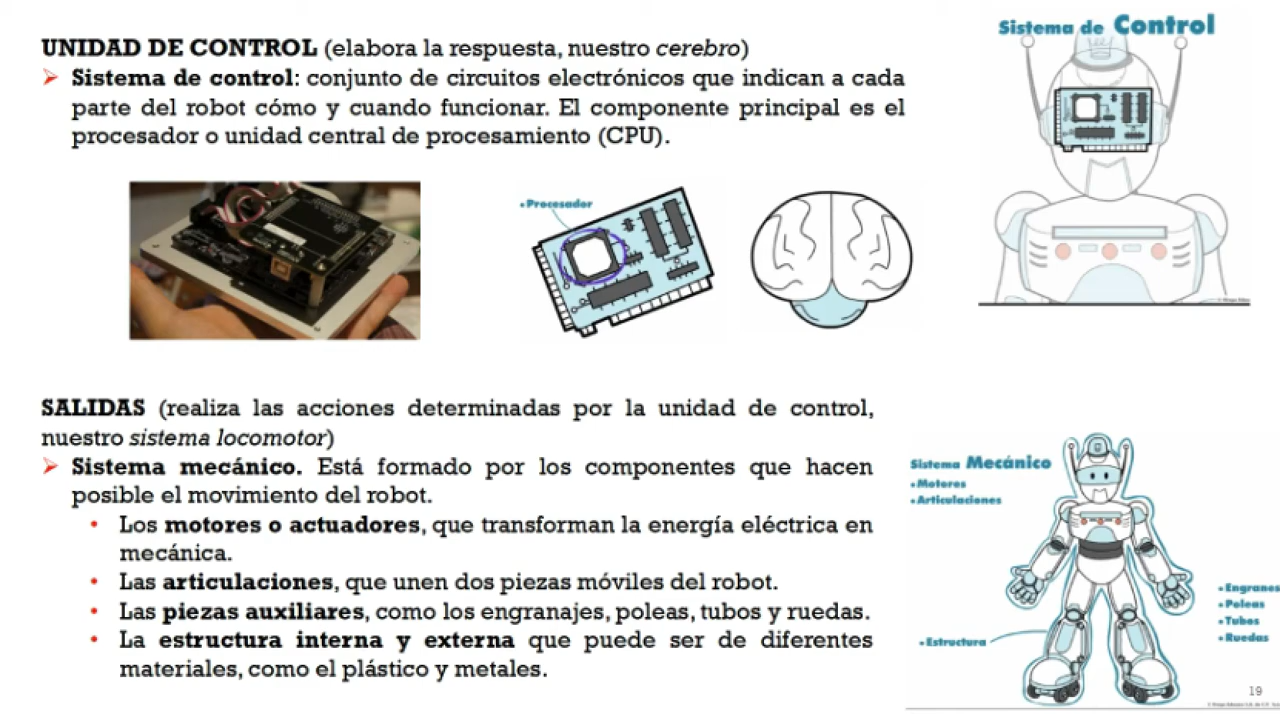 UNIDAD DE CONTROL (elabora la respuesta, nuestro cerebro)
➢ Sistema de control: conjunto de circuitos electrónicos que indican a cada
parte del robot cómo y cuando funcionar. El componente principal es el
procesador o unidad central de procesamiento (CPU).
Sistema de Control
• Procesador
SALIDAS (realiza las acciones determinadas por la unidad de control,
nuestro sistema locomotor)
➢ Sistema mecánico. Está formado por los componentes que hacen
posible el movimiento del robot.
• Los motores o actuadores, que transforman la energía eléctrica en
mecánica.
• Las articulaciones, que unen dos piezas móviles del robot.
• Las piezas auxiliares, como los engranajes, poleas, tubos y ruedas.
• La estructura interna y externa que puede ser de diferentes
materiales, como el plástico y metales.
Sistema Mecánico
• Motores
• Articulaciones
• Estructura
• Engranes
• Poleas
• Tubos
• Ruedas
19